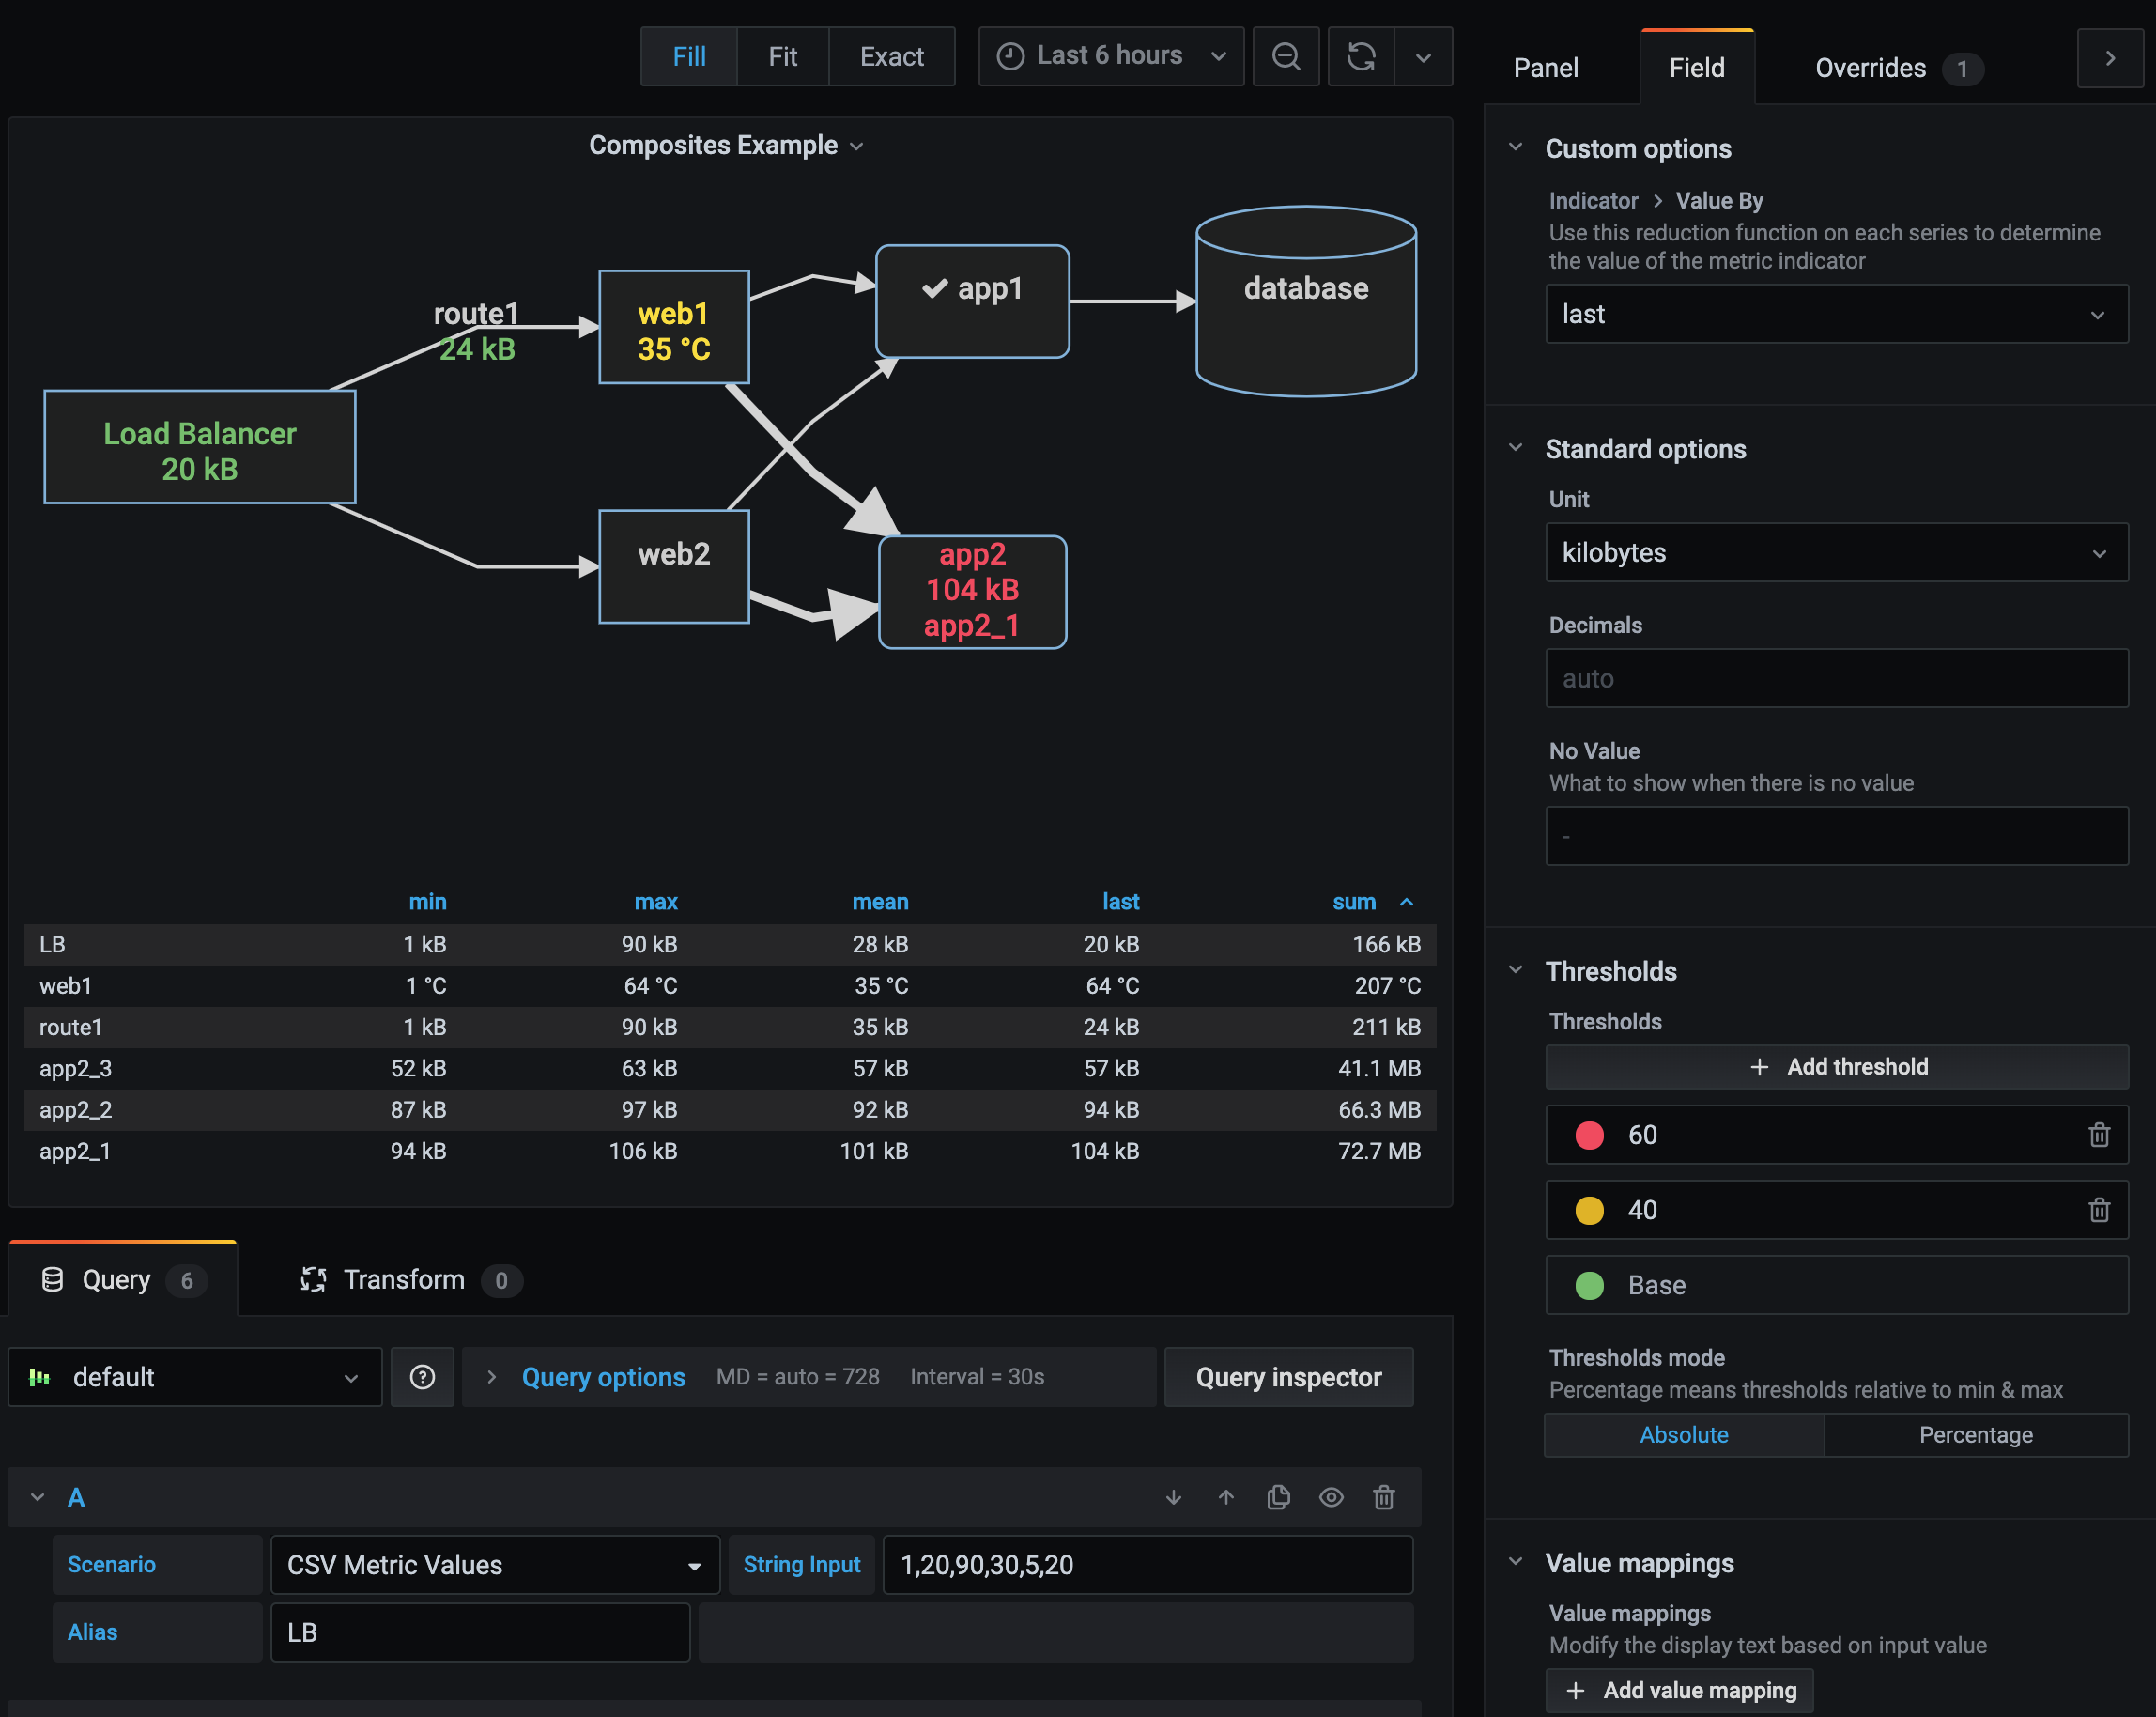 Fill Fit Exact Last 6 hours
Panel Field Overrides 1
Composites Example
route1
24 kB
web1
35 °C
app1
database
Load Balancer
20 kB
web2
app2
104 kB
app2_1
min max mean last sum
LB 1 kB 90 kB 28 kB 20 kB 166 kB
web1 1 °C 64 °C 35 °C 64 °C 207 °C
route1 1 kB 90 kB 35 kB 24 kB 211 kB
app2_3 52 kB 63 kB 57 kB 57 kB 41.1 MB
app2_2 87 kB 97 kB 92 kB 94 kB 66.3 MB
app2_1 94 kB 106 kB 101 kB 104 kB 72.7 MB
Query 6 Transform 0
default ? Query options MD = auto = 728 Interval = 30s Query inspector
A
Scenario CSV Metric Values String Input 1,20,90,30,5,20
Alias LB
Custom options
Indicator > Value By
Use this reduction function on each series to determine
the value of the metric indicator
last
Standard options
Unit
kilobytes
Decimals
auto
No Value
What to show when there is no value
-
Thresholds
Thresholds
+ Add threshold
60
40
Base
Thresholds mode
Percentage means thresholds relative to min & max
Absolute Percentage
Value mappings
Value mappings
Modify the display text based on input value
+ Add value mapping